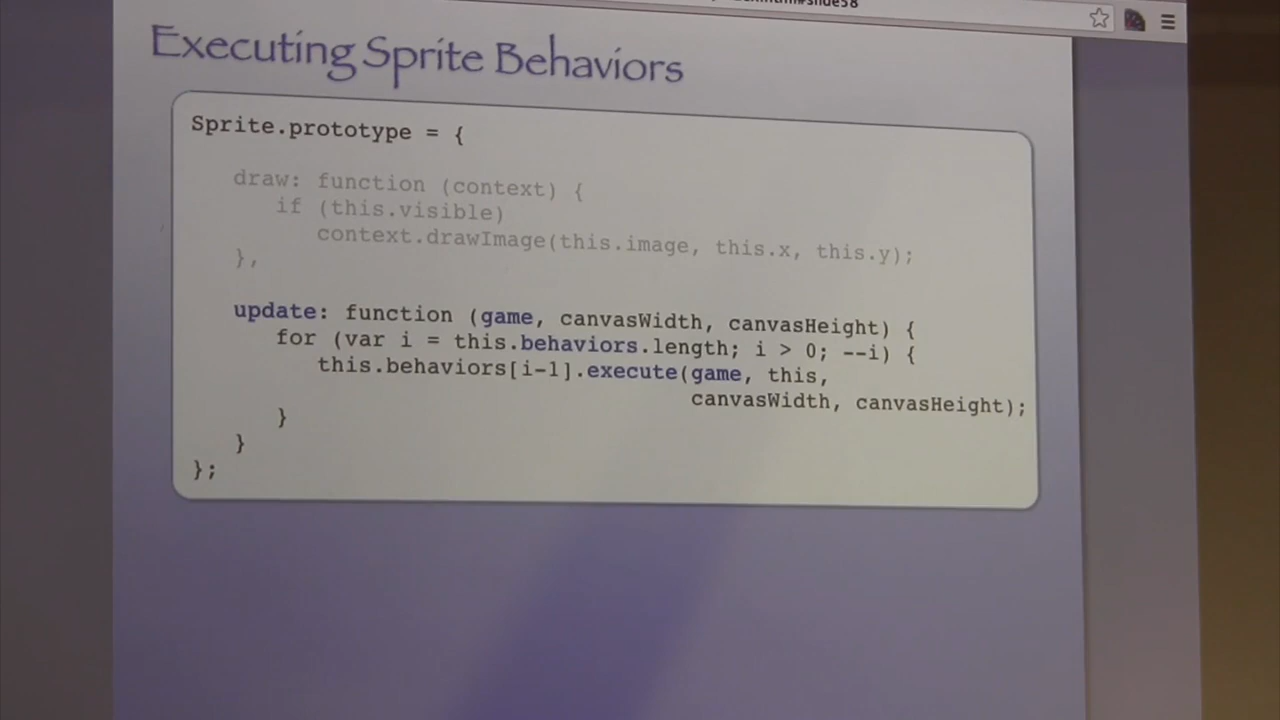 #slide58
Executing Sprite Behaviors
Sprite.prototype = {
draw: function (context) {
if (this.visible)
context.drawImage(this.image, this.x, this.y);
},
update: function (game, canvasWidth, canvasHeight) {
for (var i = this.behaviors.length; i > 0; --i) {
this.behaviors[i-1].execute(game, this,
canvasWidth, canvasHeight);
}
}
};